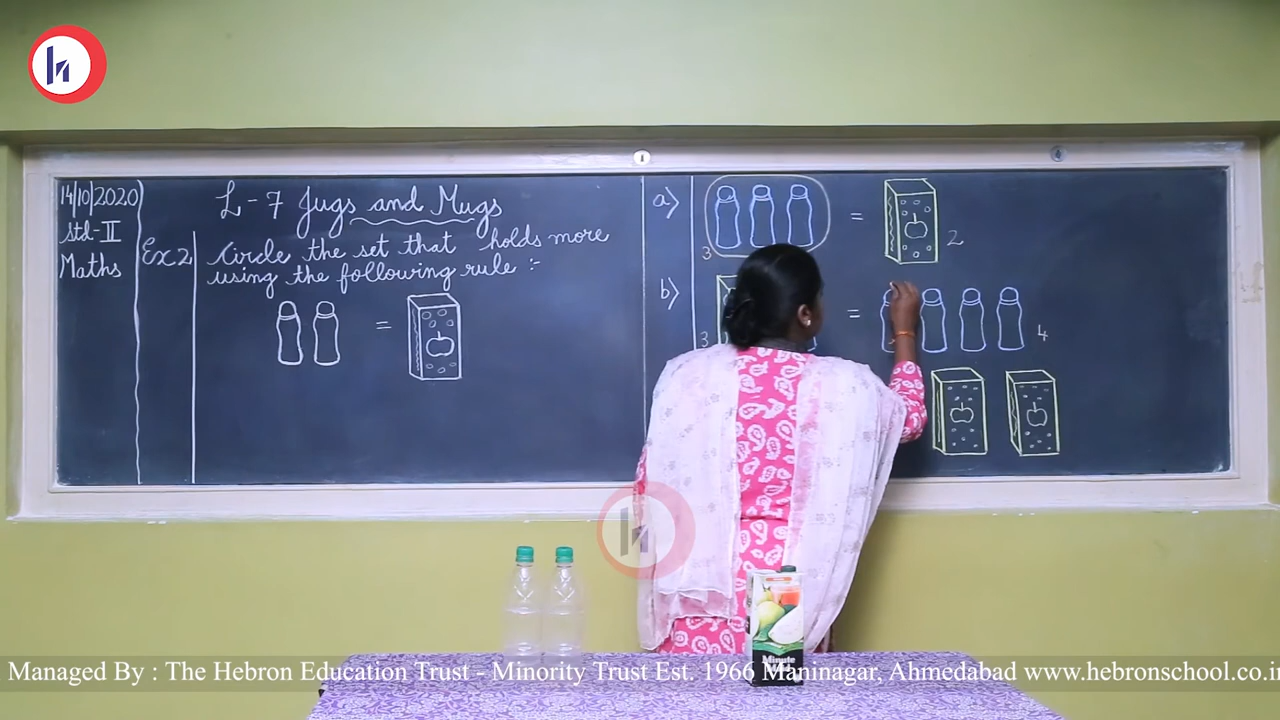 14/10/2020
Std-II
Maths
L-7 Jugs and Mugs
Ex 2
Circle the set that holds more
using the following rule :-
=
a)
3
=
2
b)
3
=
4
Minute
Managed By : The Hebron Education Trust - Minority Trust Est. 1966 Maninagar, Ahmedabad www.hebronschool.co.in